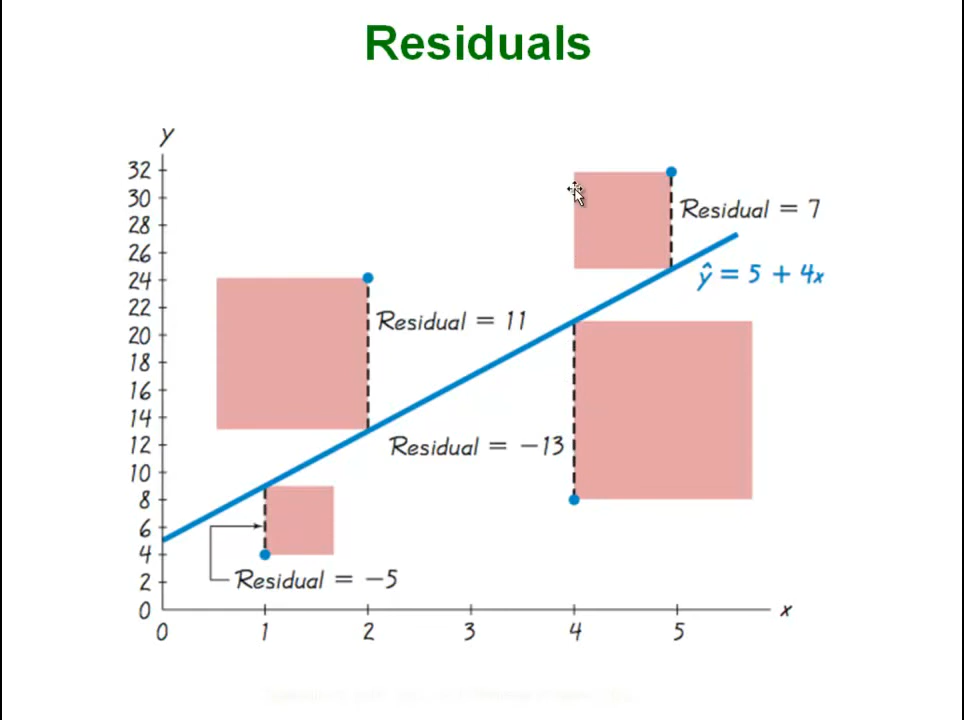 Residuals
y
32
30
28
26
24
22
20
18
16
14
12
10
8
6
4
2
0
Residual = 7
ŷ = 5 + 4x
Residual = 11
Residual = −13
Residual = −5
0 1 2 3 4 5
x